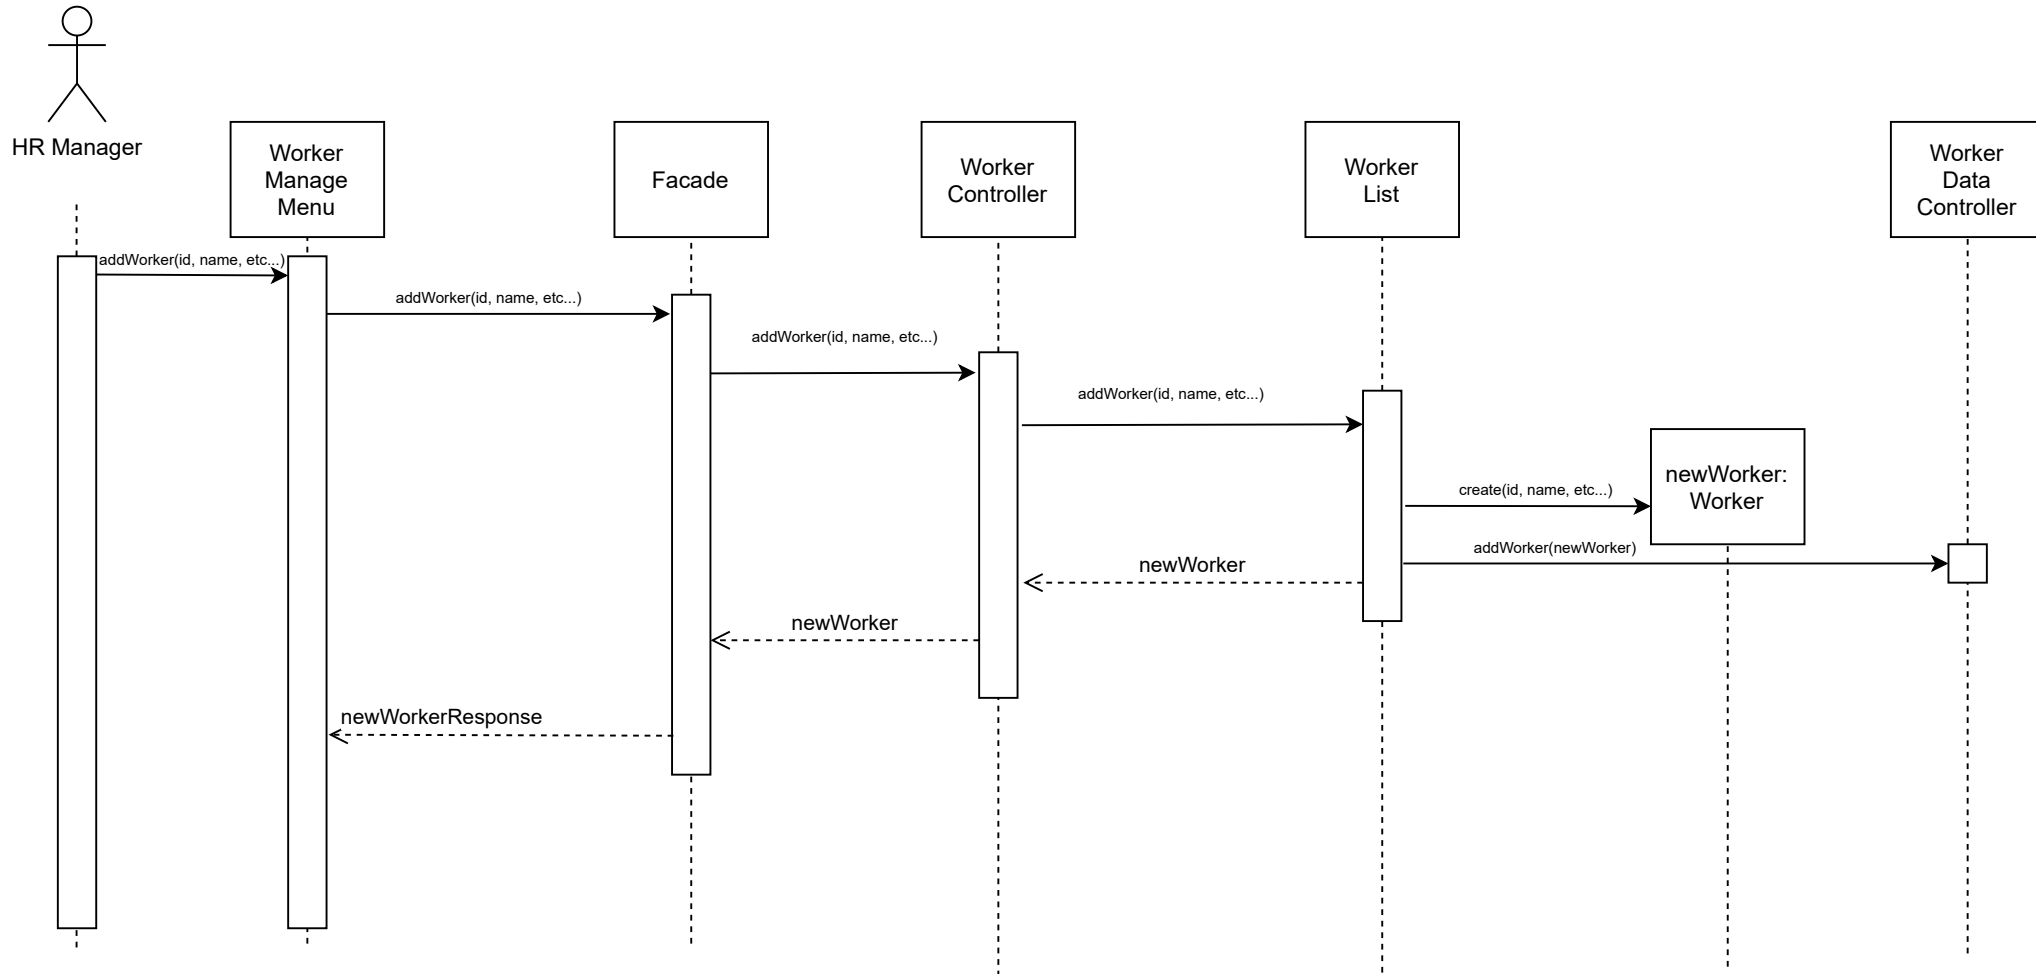 HR Manager
Worker
Manage
Menu
Facade
Worker
Controller
Worker
List
Worker
Data
Controller
addWorker(id, name, etc...)
addWorker(id, name, etc...)
addWorker(id, name, etc...)
addWorker(id, name, etc...)
newWorker:
Worker
create(id, name, etc...)
addWorker(newWorker)
newWorker
newWorker
newWorkerResponse